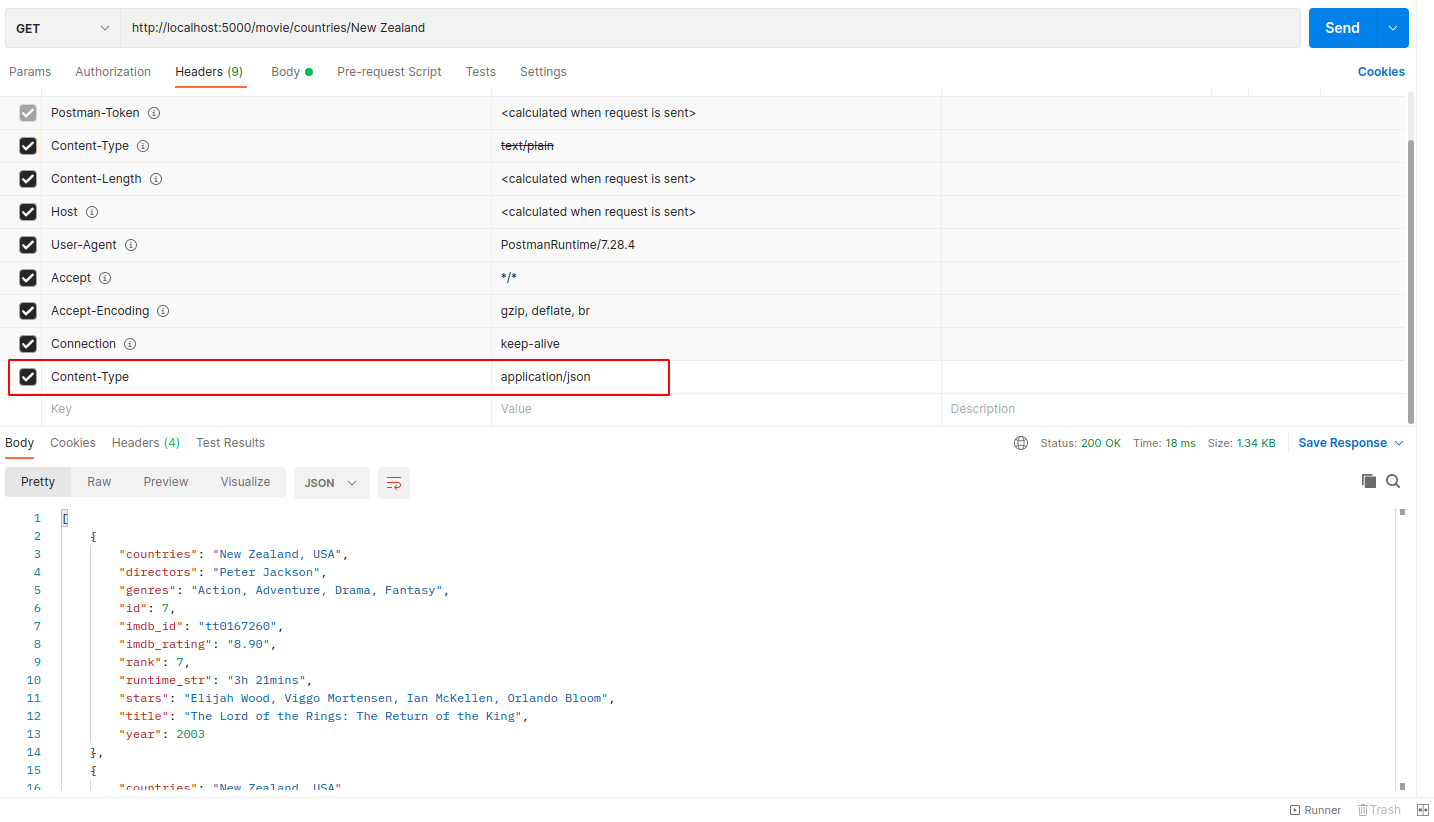 GET http://localhost:5000/movie/countries/New Zealand Send
Params Authorization Headers (9) Body Pre-request Script Tests Settings Cookies
Postman-Token <calculated when request is sent>
Content-Type text/plain
Content-Length <calculated when request is sent>
Host <calculated when request is sent>
User-Agent PostmanRuntime/7.28.4
Accept */*
Accept-Encoding gzip, deflate, br
Connection keep-alive
Content-Type application/json
Key Value Description
Body Cookies Headers (4) Test Results Status: 200 OK Time: 18 ms Size: 1.34 KB Save Response
Pretty Raw Preview Visualize JSON
1 [
2 {
3 "countries": "New Zealand, USA",
4 "directors": "Peter Jackson",
5 "genres": "Action, Adventure, Drama, Fantasy",
6 "id": 7,
7 "imdb_id": "tt0167260",
8 "imdb_rating": "8.90",
9 "rank": 7,
10 "runtime_str": "3h 21mins",
11 "stars": "Elijah Wood, Viggo Mortensen, Ian McKellen, Orlando Bloom",
12 "title": "The Lord of the Rings: The Return of the King",
13 "year": 2003
14 },
15 {
16 "countries": "New Zealand, USA"
Runner Trash